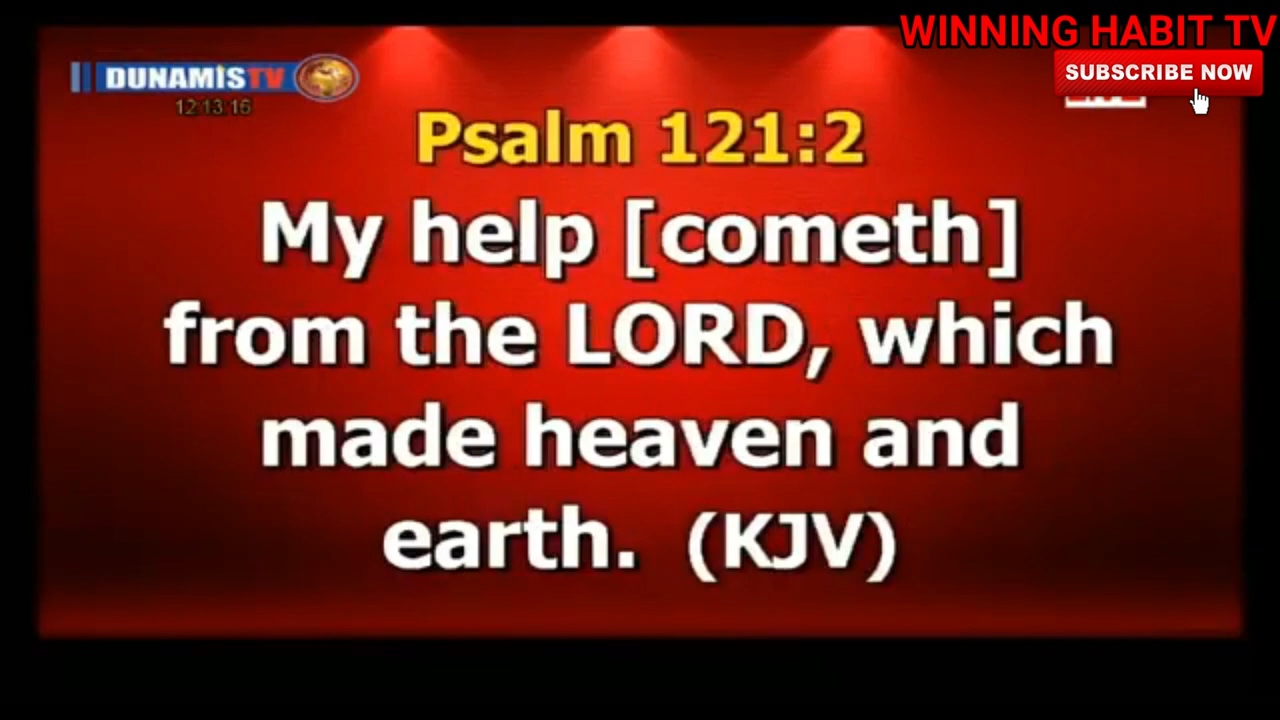 WINNING HABIT TV
DUNAMIS TV
SUBSCRIBE NOW
12:13:16
Psalm 121:2
My help [cometh]
from the LORD, which
made heaven and
earth. (KJV)